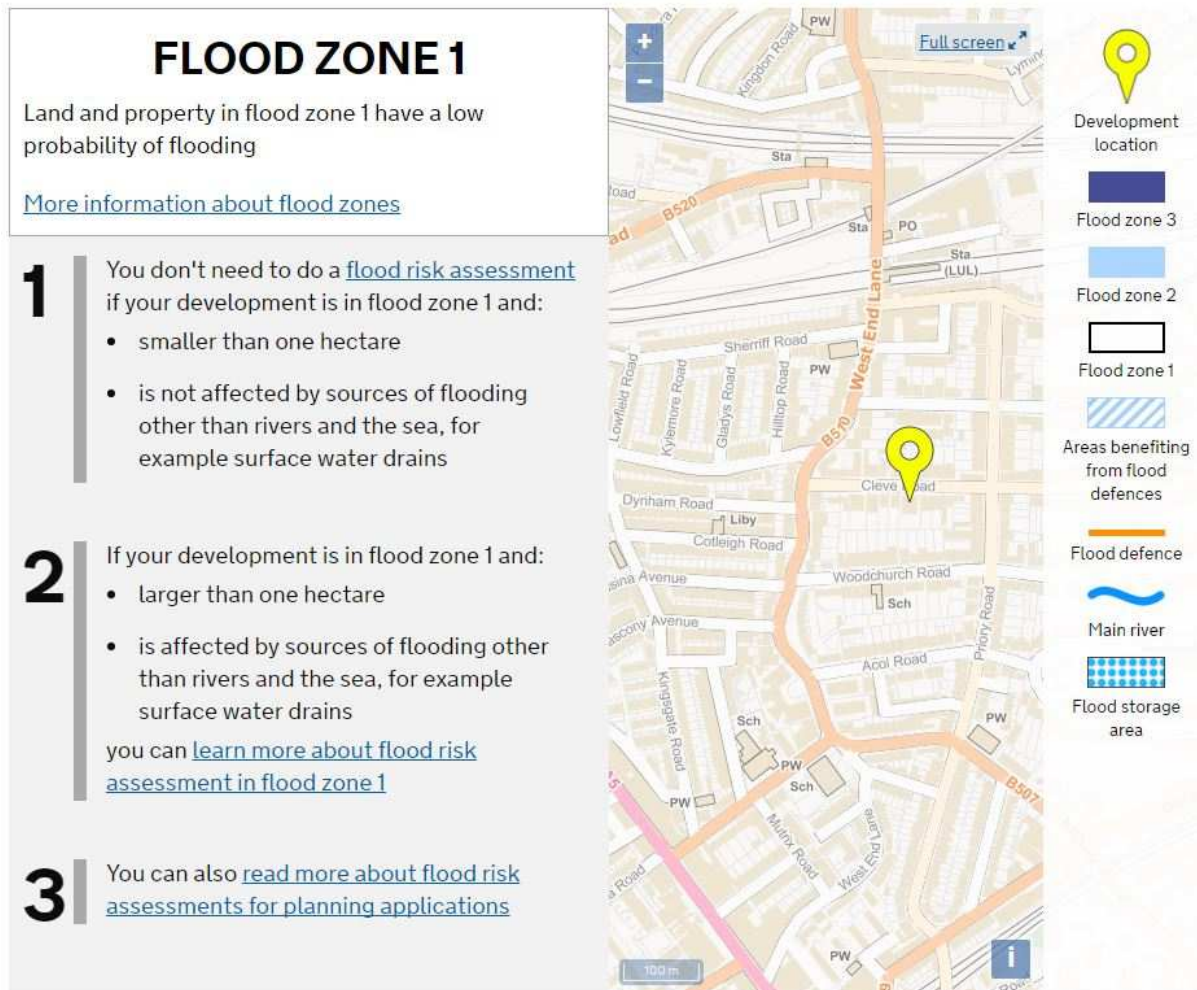 FLOOD ZONE 1
Land and property in flood zone 1 have a low
probability of flooding
More information about flood zones
1
You don't need to do a flood risk assessment
if your development is in flood zone 1 and:
• smaller than one hectare
• is not affected by sources of flooding
other than rivers and the sea, for
example surface water drains
2
If your development is in flood zone 1 and:
• larger than one hectare
• is affected by sources of flooding other
than rivers and the sea, for example
surface water drains
you can learn more about flood risk
assessment in flood zone 1
3
You can also read more about flood risk
assessments for planning applications
+
−
Full screen
PW
Kingdon Road
Sta
oad
B520
ad
Sta
PO
Sta
(LUL)
West End Lane
Sherriff Road
PW
Lowfield Road
Kylemore Road
Gladys Road
Hilltop Road
B510
Cleve Road
Dynham Road
Liby
Cotleigh Road
sina Avenue
Woodchurch Road
Sch
ascony Avenue
Priory Road
Acol Road
Kingsgate Road
Sch
PW
PW
Sch
B507
A5
PW
Mutrix Road
West End Lane
a Road
PW
100 m
i
Development
location
Flood zone 3
Flood zone 2
Flood zone 1
Areas benefiting
from flood
defences
Flood defence
Main river
Flood storage
area